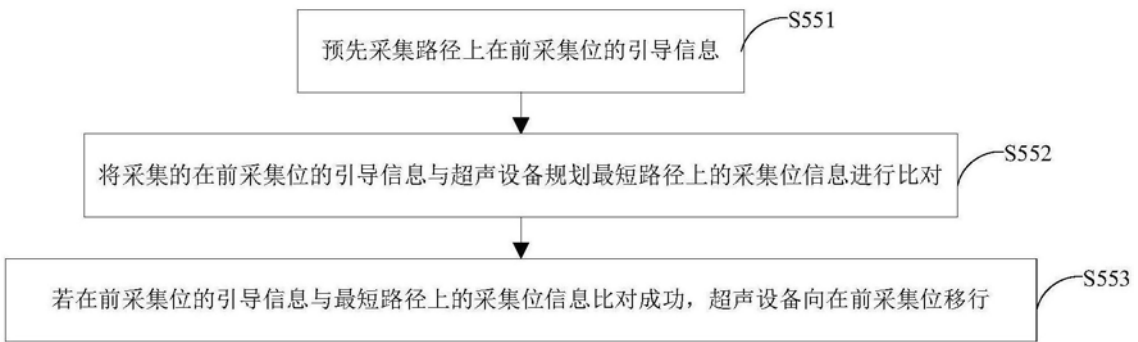 S551
预先采集路径上在前采集位的引导信息
S552
将采集的在前采集位的引导信息与超声设备规划最短路径上的采集位信息进行比对
S553
若在前采集位的引导信息与最短路径上的采集位信息比对成功，超声设备向在前采集位移行